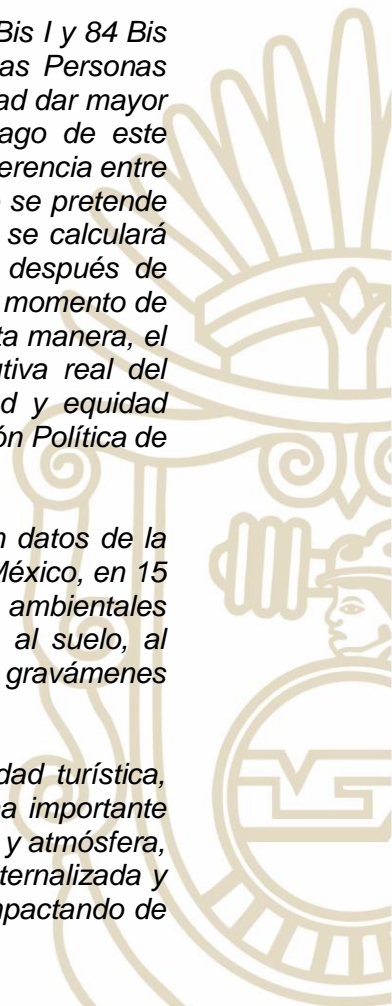 Bis I y 84 Bis
as Personas
ad dar mayor
ago de este
erencia entre
se pretende
se calculará
después de
momento de
ta manera, el
utiva real del
d y equidad
ón Política de
n datos de la
México, en 15
ambientales
al suelo, al
gravámenes
dad turística,
a importante
y atmósfera,
ternalizada y
mpactando de